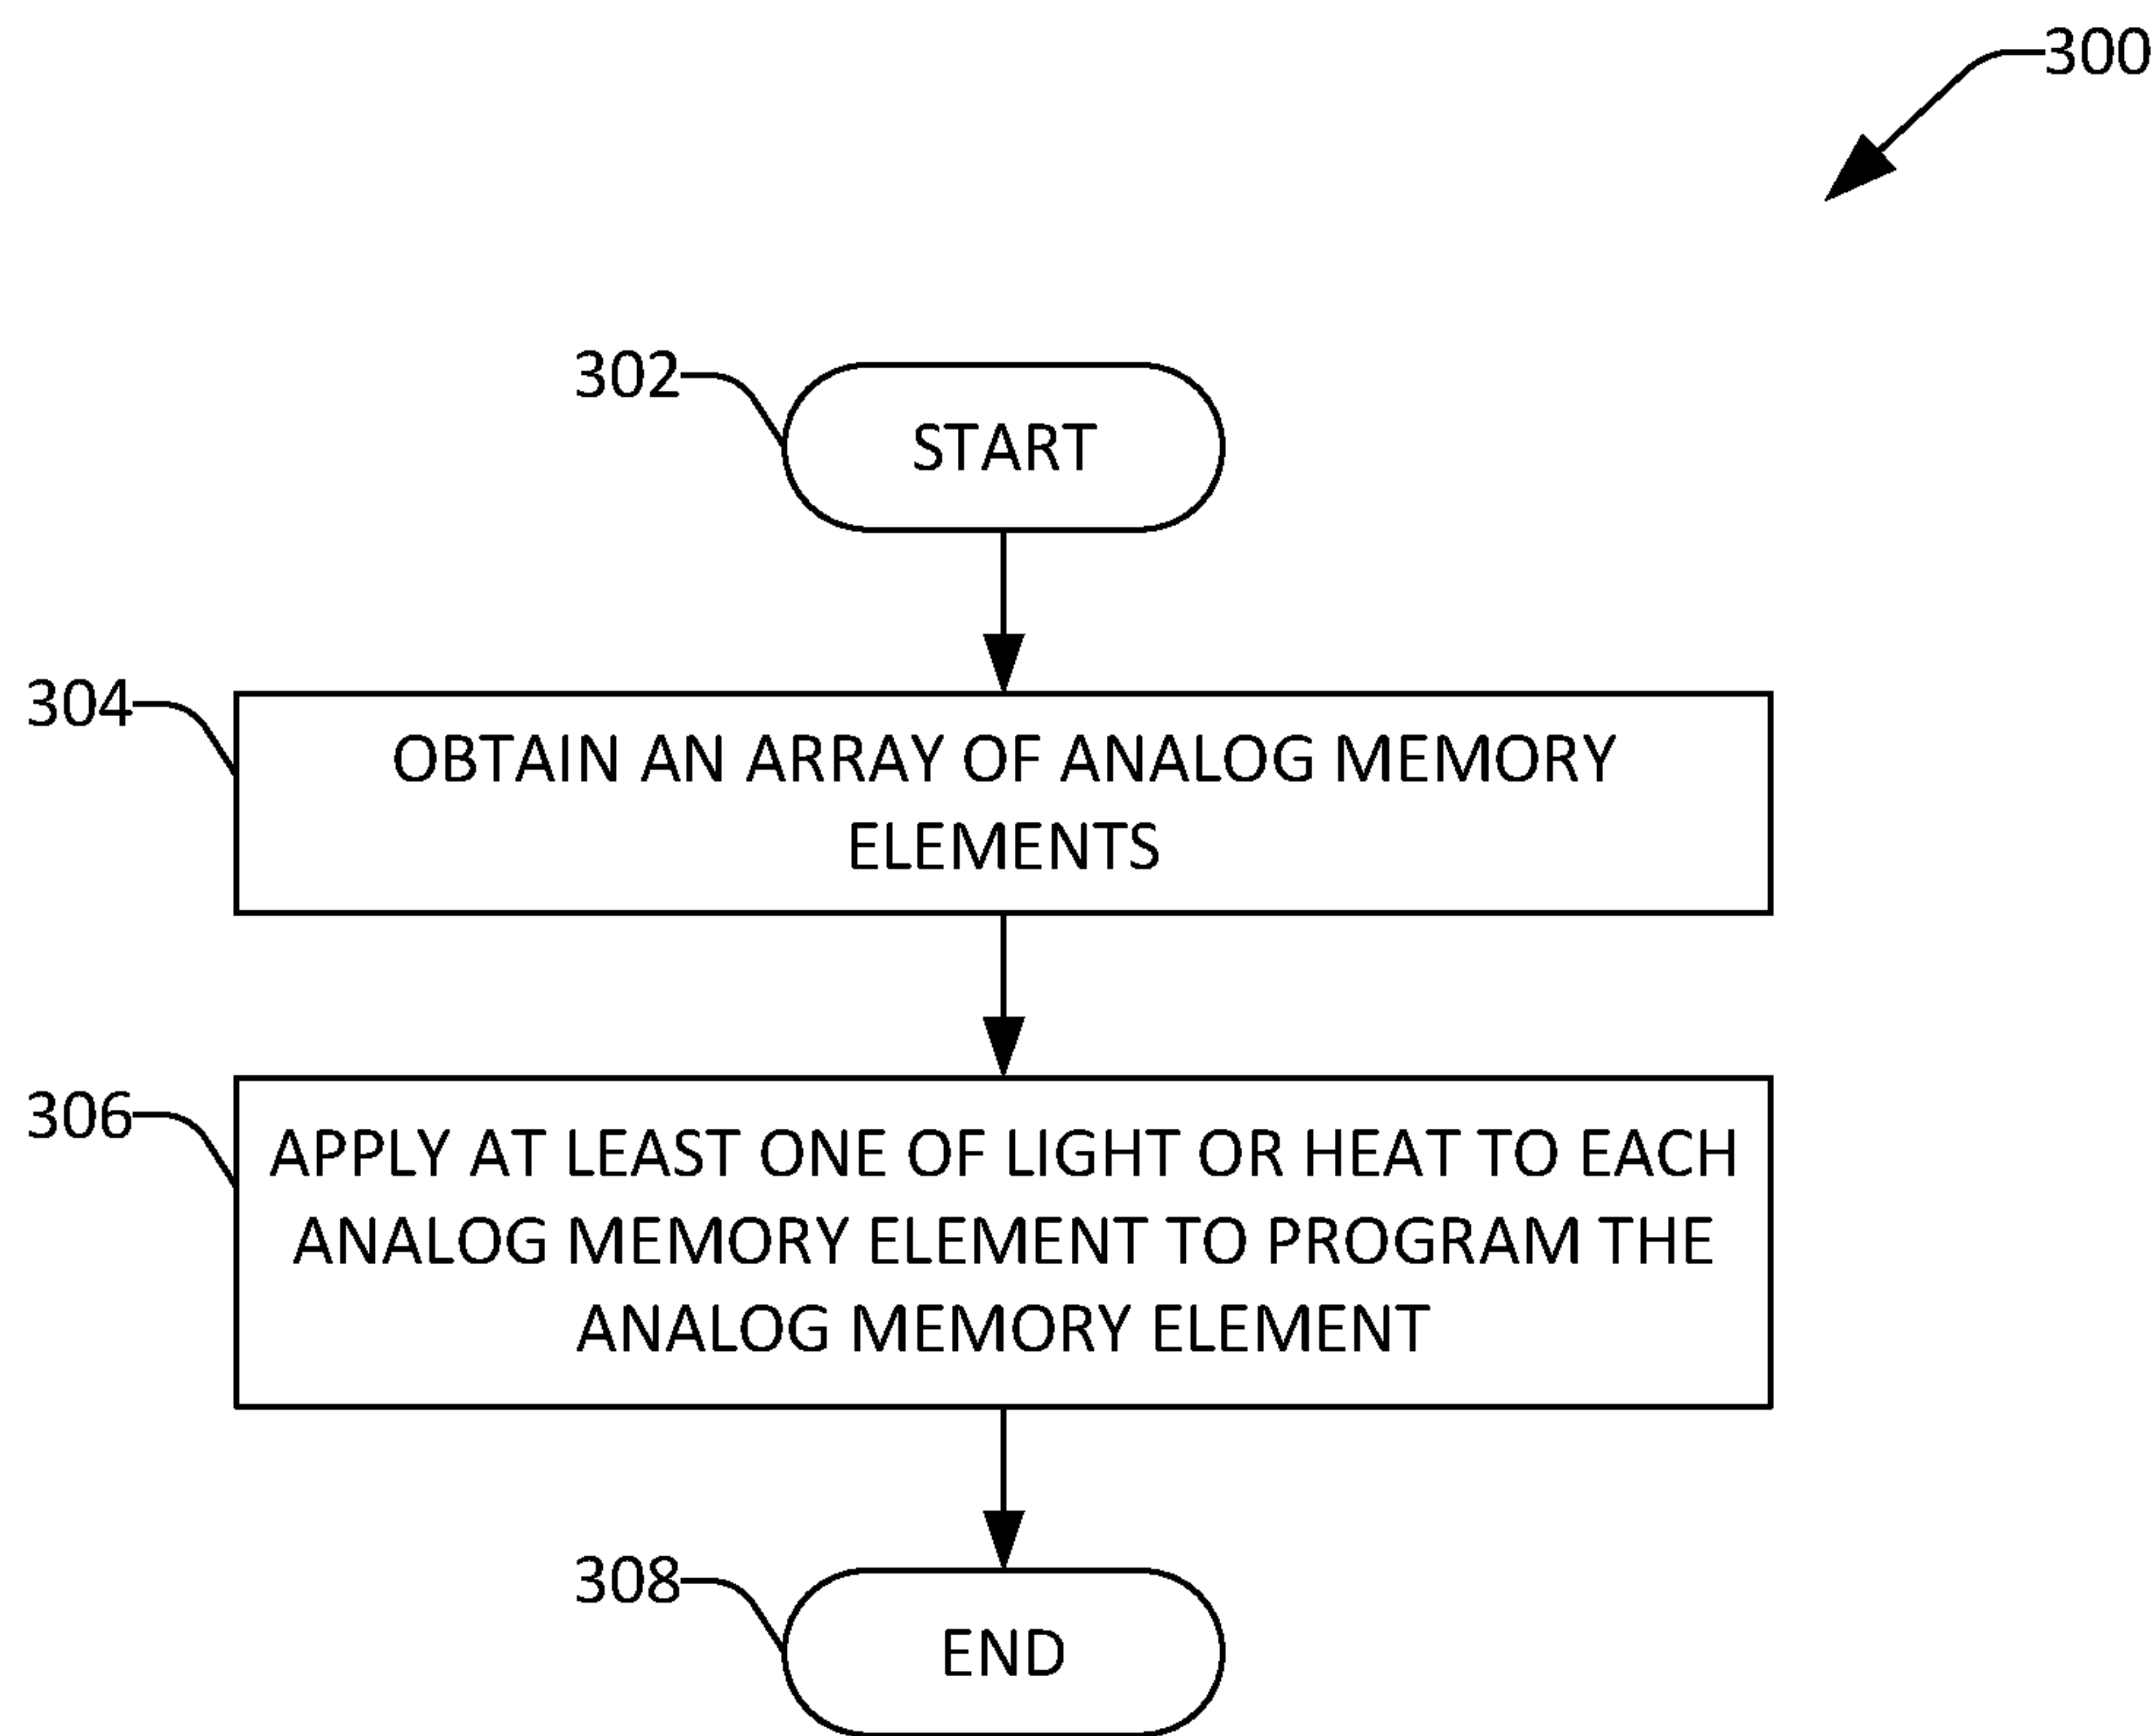 300
302
START
304
OBTAIN AN ARRAY OF ANALOG MEMORY
ELEMENTS
306
APPLY AT LEAST ONE OF LIGHT OR HEAT TO EACH
ANALOG MEMORY ELEMENT TO PROGRAM THE
ANALOG MEMORY ELEMENT
308
END